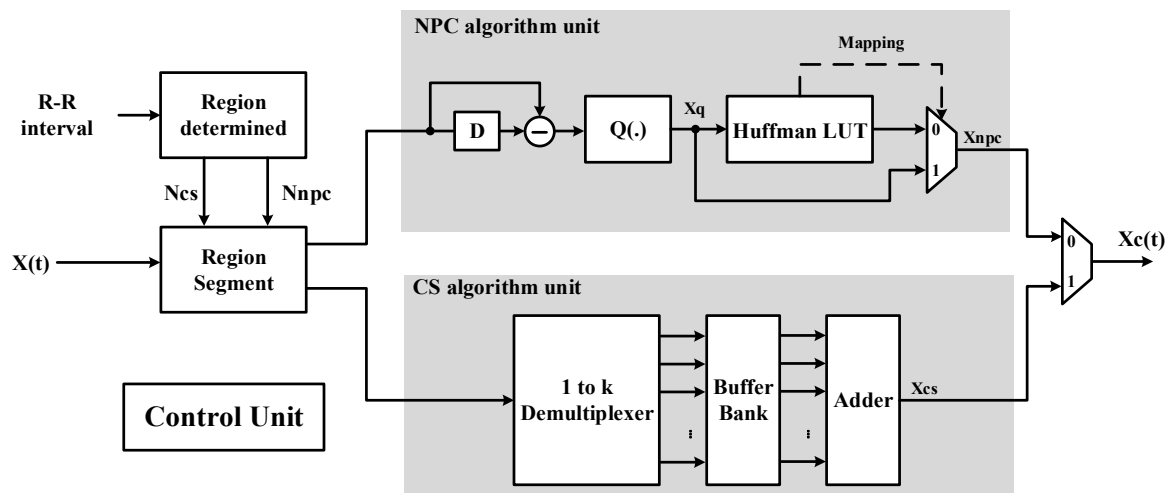 NPC algorithm unit
Mapping
R-R
interval
Region
determined
D
−
Q(.)
Xq
Huffman LUT
0
1
Xnpc
Ncs
Nnpc
X(t)
Region
Segment
0
1
Xc(t)
CS algorithm unit
1 to k
Demultiplexer
...
Buffer
Bank
...
Adder
Xcs
Control Unit